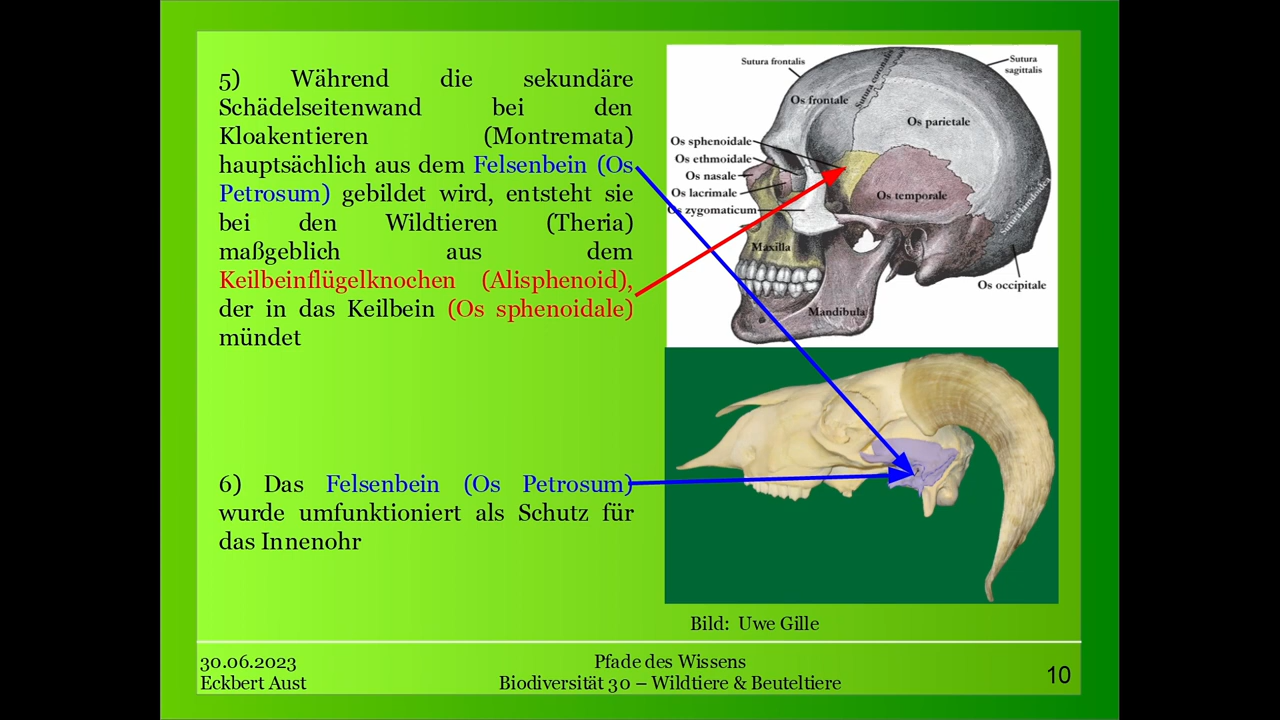 5) Während die sekundäre
Schädelseitenwand bei den
Kloakentieren (Montremata)
hauptsächlich aus dem Felsenbein (Os
Petrosum) gebildet wird, entsteht sie
bei den Wildtieren (Theria)
maßgeblich aus dem
Keilbeinflügelknochen (Alisphenoid),
der in das Keilbein (Os sphenoidale)
mündet
6) Das Felsenbein (Os Petrosum)
wurde umfunktioniert als Schutz für
das Innenohr
Sutura frontalis
Sutura coronalis
Sutura
sagittalis
Os frontale
Os parietale
Os sphenoidale
Os ethmoidale
Os nasale
Os lacrimale
Os zygomaticum
Os temporale
Sutura lambdoidea
Maxilla
Os occipitale
Mandibula
Bild: Uwe Gille
30.06.2023
Eckbert Aust
Pfade des Wissens
Biodiversität 30 – Wildtiere & Beuteltiere
10